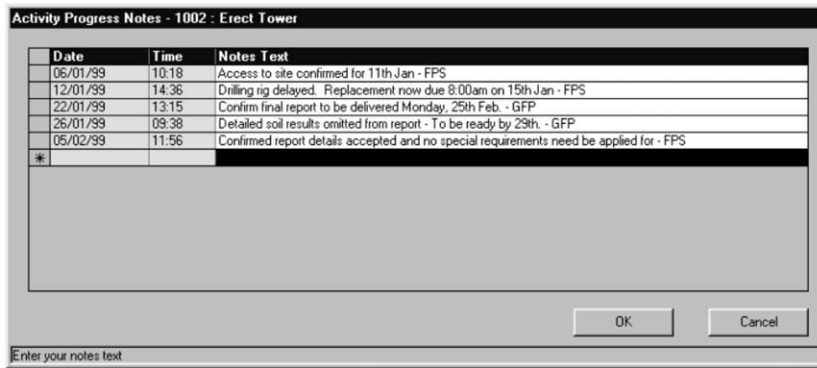 Activity Progress Notes - 1002 : Erect Tower
Date Time Notes Text
06/01/99 10:18 Access to site confirmed for 11th Jan - FPS
12/01/99 14:36 Drilling rig delayed. Replacement now due 8:00am on 15th Jan - FPS
22/01/99 13:15 Confirm final report to be delivered Monday, 25th Feb. - GFP
26/01/99 09:38 Detailed soil results omitted from report - To be ready by 29th. - GFP
05/02/99 11:56 Confirmed report details accepted and no special requirements need be applied for - FPS
*
OK Cancel
Enter your notes text